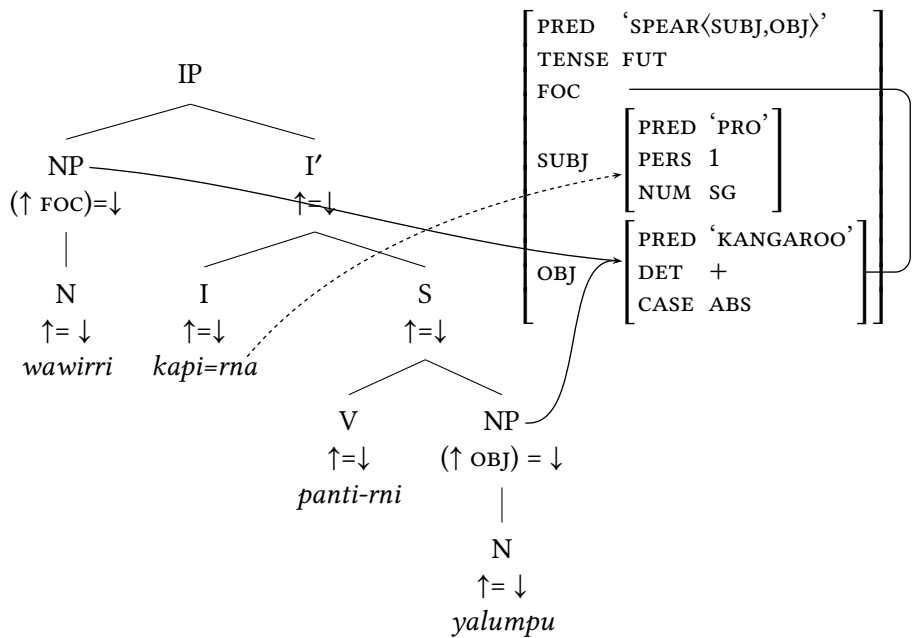 IP
NP
(↑ FOC)=↓
N
↑= ↓
wawirri
I′
↑=↓
I
↑=↓
kapi=rna
S
↑=↓
V
↑=↓
panti-rni
NP
(↑ OBJ) = ↓
N
↑= ↓
yalumpu
PRED ‘SPEAR⟨SUBJ,OBJ⟩’
TENSE FUT
FOC
SUBJ
PRED ‘PRO’
PERS 1
NUM SG
OBJ
PRED ‘KANGAROO’
DET +
CASE ABS